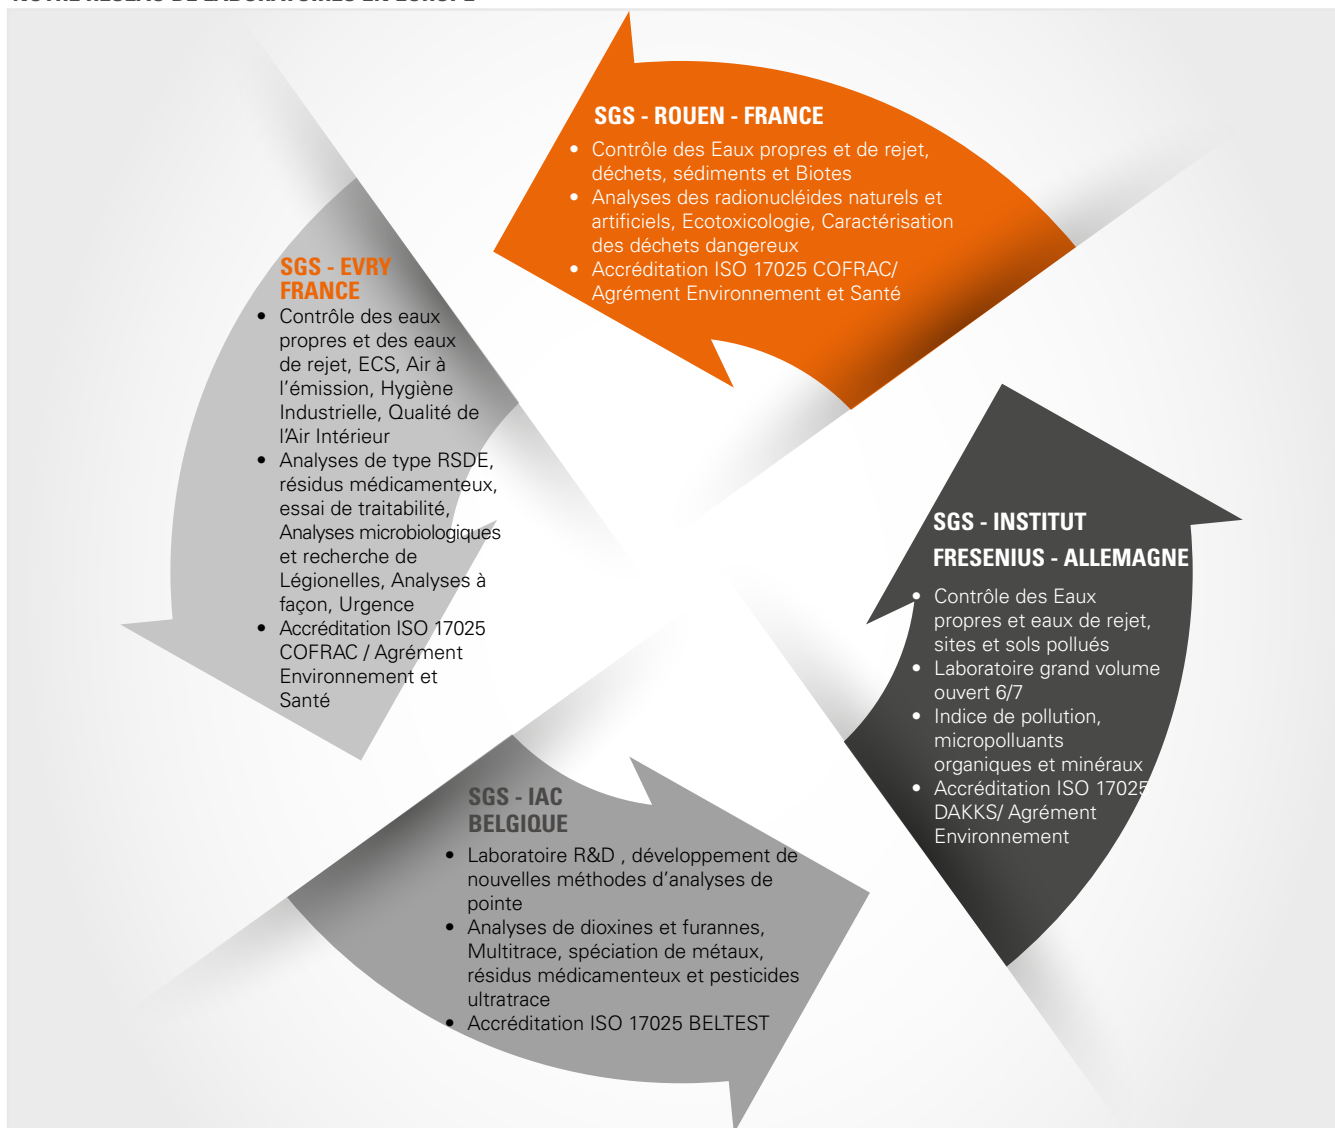 NOTRE RÉSEAU DE LABORATOIRES EN EUROPE
SGS - ROUEN - FRANCE
• Contrôle des Eaux propres et de rejet,
déchets, sédiments et Biotes
• Analyses des radionucléides naturels et
artificiels, Ecotoxicologie, Caractérisation
des déchets dangereux
• Accréditation ISO 17025 COFRAC/
Agrément Environnement et Santé
SGS - EVRY
FRANCE
• Contrôle des eaux
propres et des eaux
de rejet, ECS, Air à
l’émission, Hygiène
Industrielle, Qualité de
l’Air Intérieur
• Analyses de type RSDE,
résidus médicamenteux,
essai de traitabilité,
Analyses microbiologiques
et recherche de
Légionelles, Analyses à
façon, Urgence
• Accréditation ISO 17025
COFRAC / Agrément
Environnement et
Santé
SGS - INSTITUT
FRESENIUS - ALLEMAGNE
• Contrôle des Eaux
propres et eaux de rejet,
sites et sols pollués
• Laboratoire grand volume
ouvert 6/7
• Indice de pollution,
micropolluants
organiques et minéraux
• Accréditation ISO 17025
DAKKS/ Agrément
Environnement
SGS - IAC
BELGIQUE
• Laboratoire R&D , développement de
nouvelles méthodes d’analyses de
pointe
• Analyses de dioxines et furannes,
Multitrace, spéciation de métaux,
résidus médicamenteux et pesticides
ultratrace
• Accréditation ISO 17025 BELTEST